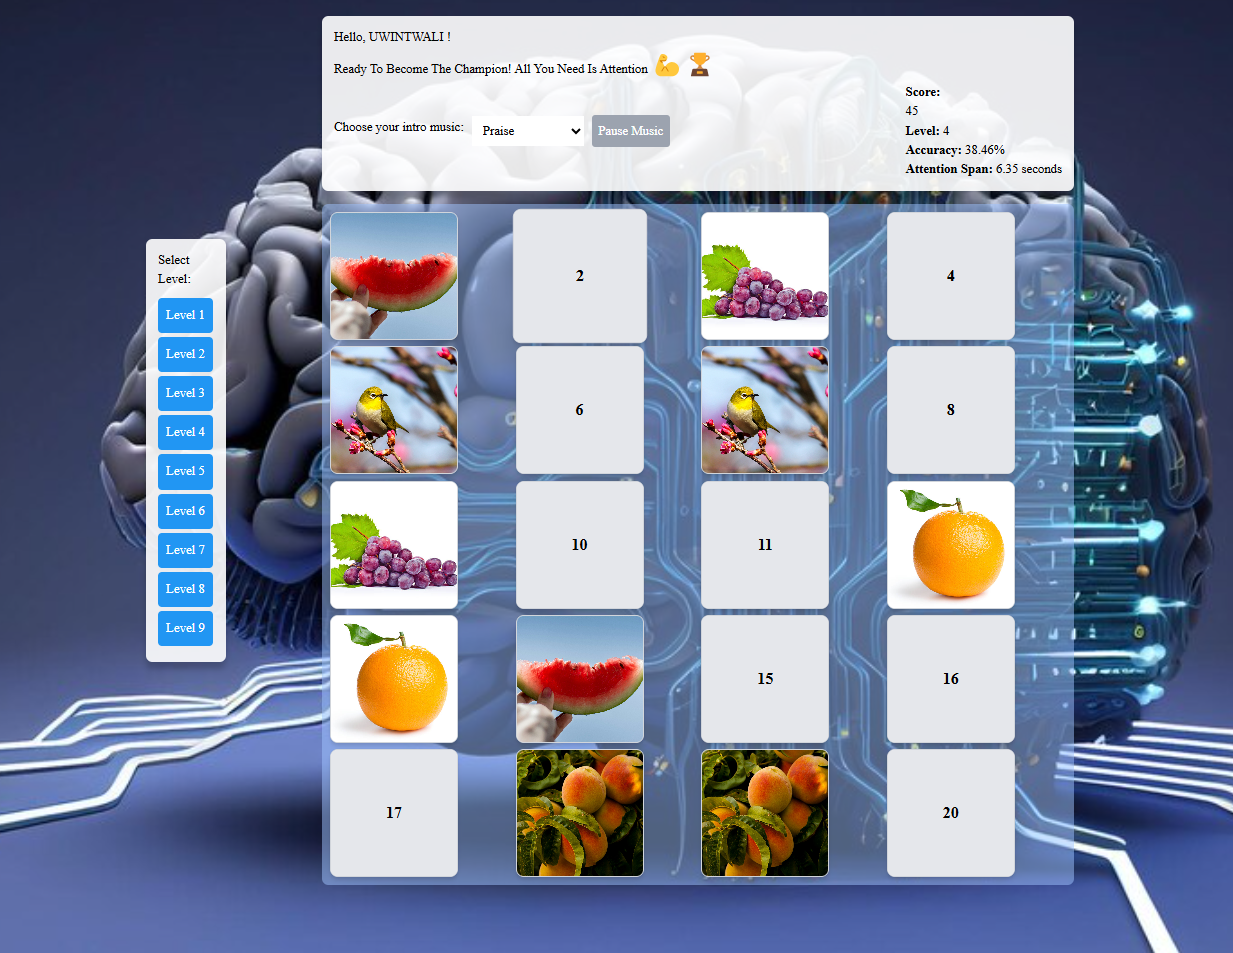 Hello, UWINTWALI !
Ready To Become The Champion! All You Need Is Attention 💪 🏆
Choose your intro music: Praise Pause Music
Score:
45
Level: 4
Accuracy: 38.46%
Attention Span: 6.35 seconds
Select
Level:
Level 1
Level 2
Level 3
Level 4
Level 5
Level 6
Level 7
Level 8
Level 9
2
4
6
8
10
11
15
16
17
20